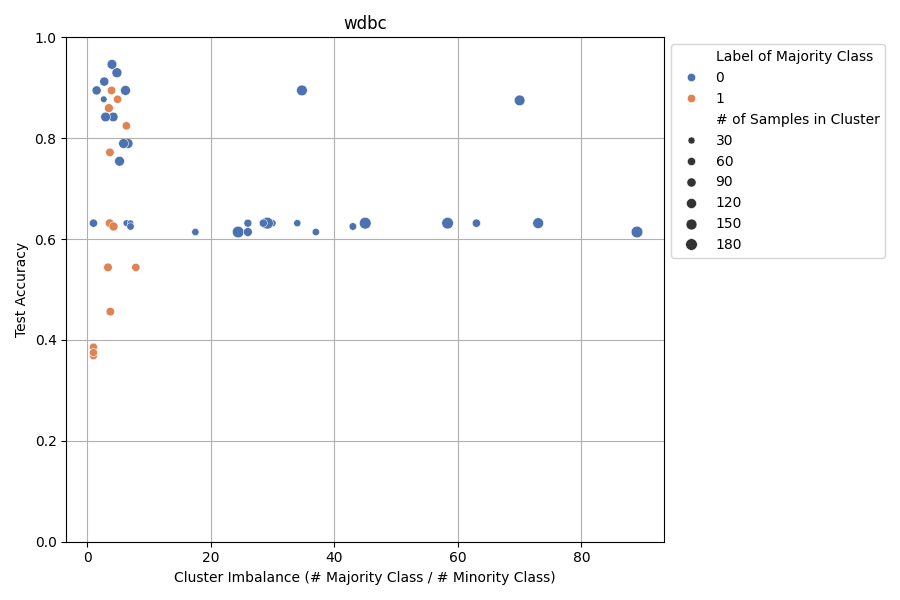 wdbc
1.0
0.8
0.6
0.4
0.2
0.0
Test Accuracy
0 20 40 60 80
Cluster Imbalance (# Majority Class / # Minority Class)
Label of Majority Class
0
1
# of Samples in Cluster
30
60
90
120
150
180